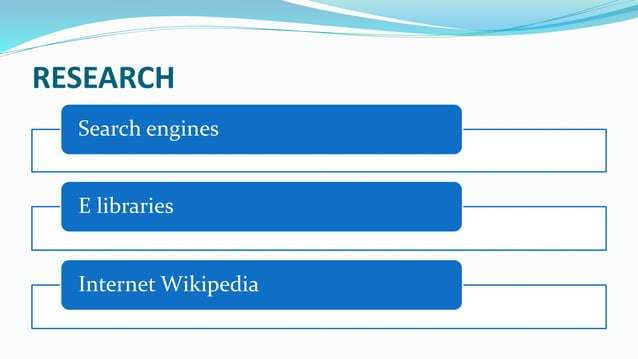 RESEARCH
Search engines
E libraries
Internet Wikipedia